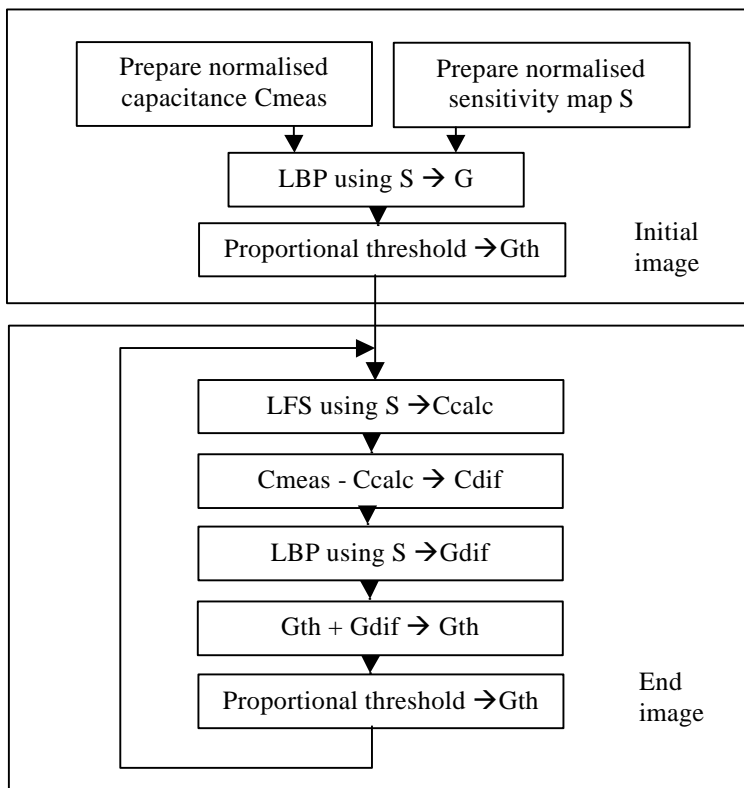 Prepare normalised
capacitance Cmeas
Prepare normalised
sensitivity map S
LBP using S → G
Proportional threshold →Gth
Initial
image
LFS using S →Ccalc
Cmeas - Ccalc → Cdif
LBP using S →Gdif
Gth + Gdif → Gth
Proportional threshold →Gth
End
image